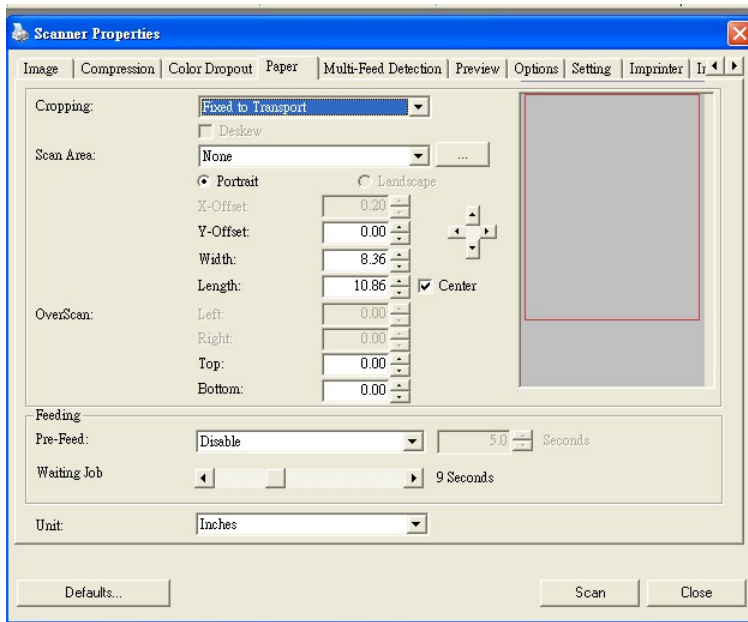 Scanner Properties
Image Compression Color Dropout Paper Multi-Feed Detection Preview Options Setting Imprinter
Cropping: Fixed to Transport
Deskew
Scan Area: None ...
Portrait Landscape
X-Offset: 0.20
Y-Offset: 0.00
Width: 8.36
Length: 10.86 Center
OverScan: Left: 0.00
Right: 0.00
Top: 0.00
Bottom: 0.00
Feeding
Pre-Feed: Disable 5.0 Seconds
Waiting Job 9 Seconds
Unit: Inches
Defaults... Scan Close